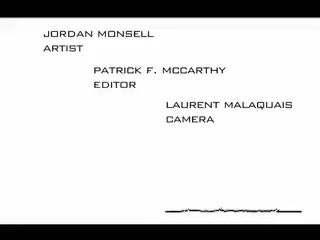 JORDAN MONSELL
ARTIST
PATRICK F. MCCARTHY
EDITOR
LAURENT MALAQUAIS
CAMERA